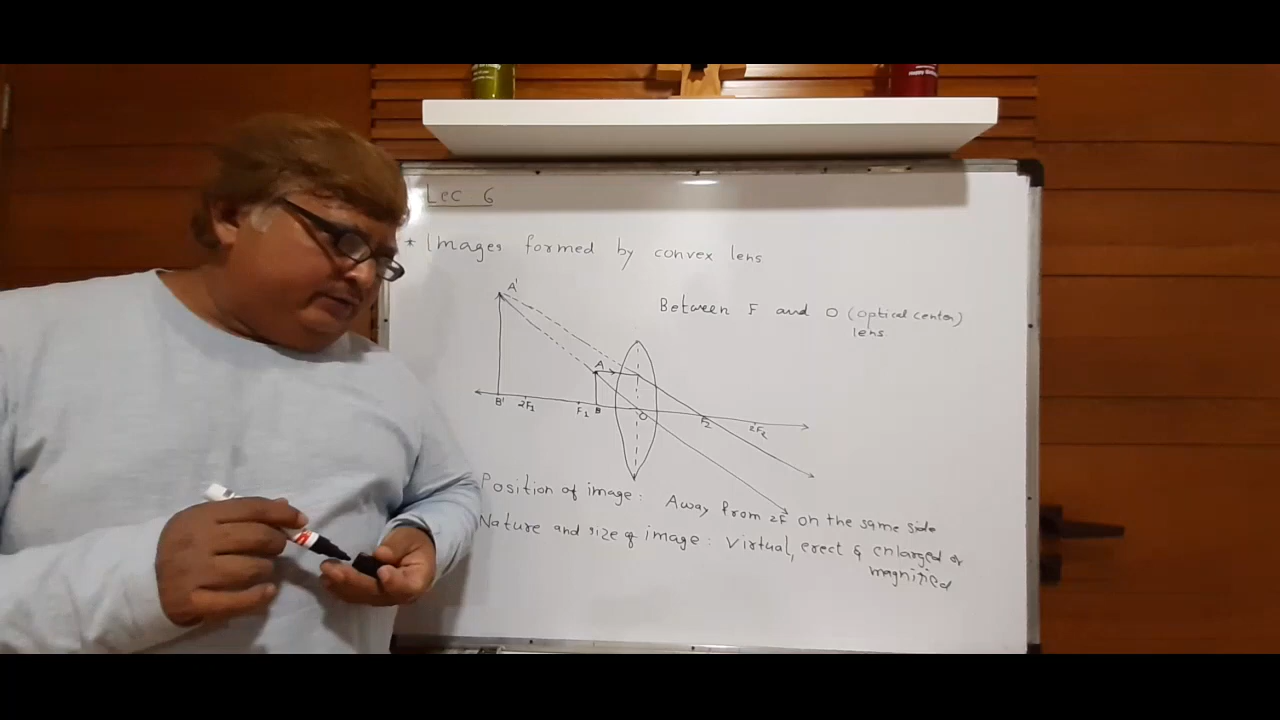 Lec 6
* Images formed by convex lens
Between F and O (optical center)
lens
A'
A
B' 2F1 F1 B O F2 2F2
Position of image: Away from 2F on the same side
Nature and size of image: Virtual, erect & enlarged or
magnified